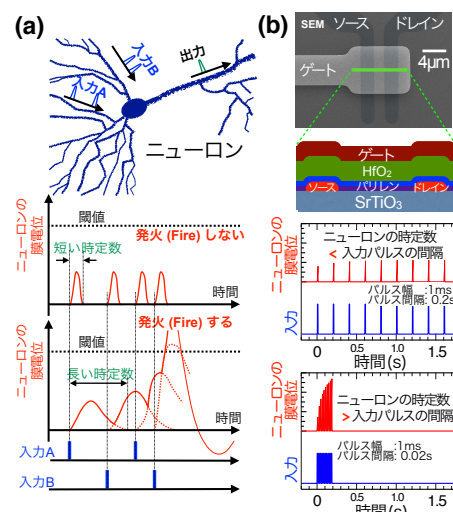 (a)
入力A
入力B
出力
ニューロン
ニューロンの
膜電位
閾値
発火 (Fire) しない
短い時定数
時間
ニューロンの
膜電位
閾値
発火 (Fire) する
長い時定数
時間
入力A
入力B
(b)
SEM
ソース
ドレイン
ゲート
4μm
ゲート
HfO2
ソース
パリレン
ドレイン
SrTiO3
ニューロンの
膜電位
ニューロンの時定数
< 入力パルスの間隔
パルス幅 :1ms
パルス間隔: 0.2s
入力
0 0.5 1.0 1.5
時間(s)
ニューロンの
膜電位
ニューロンの時定数
> 入力パルスの間隔
パルス幅 :1ms
パルス間隔: 0.02s
入力
0 0.5 1.0 1.5
時間(s)